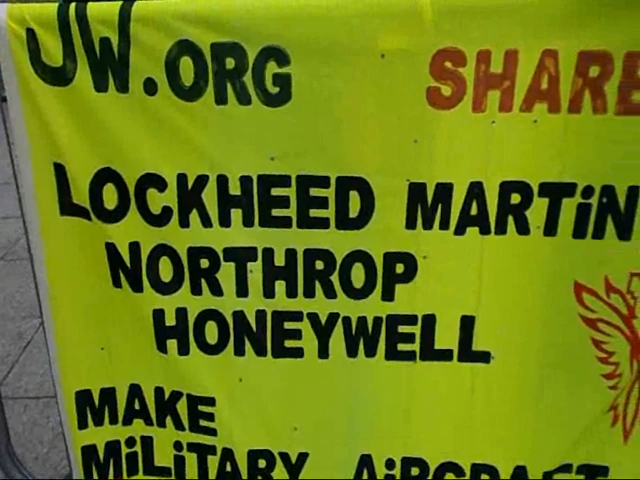 JW.ORG SHARE
LOCKHEED MARTiN
NORTHROP
HONEYWELL
MAKE
MiLiTARY AiRCRAFT